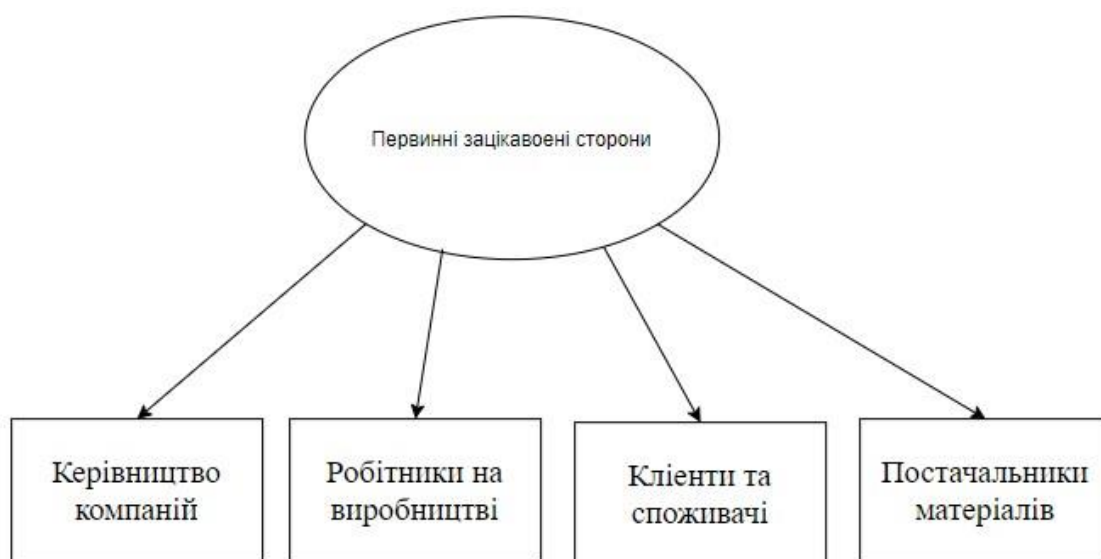 Первинні зацікавоені сторони
Керівництво
компаній
Робітники на
виробництві
Клієнти та
споживачі
Постачальники
матеріалів